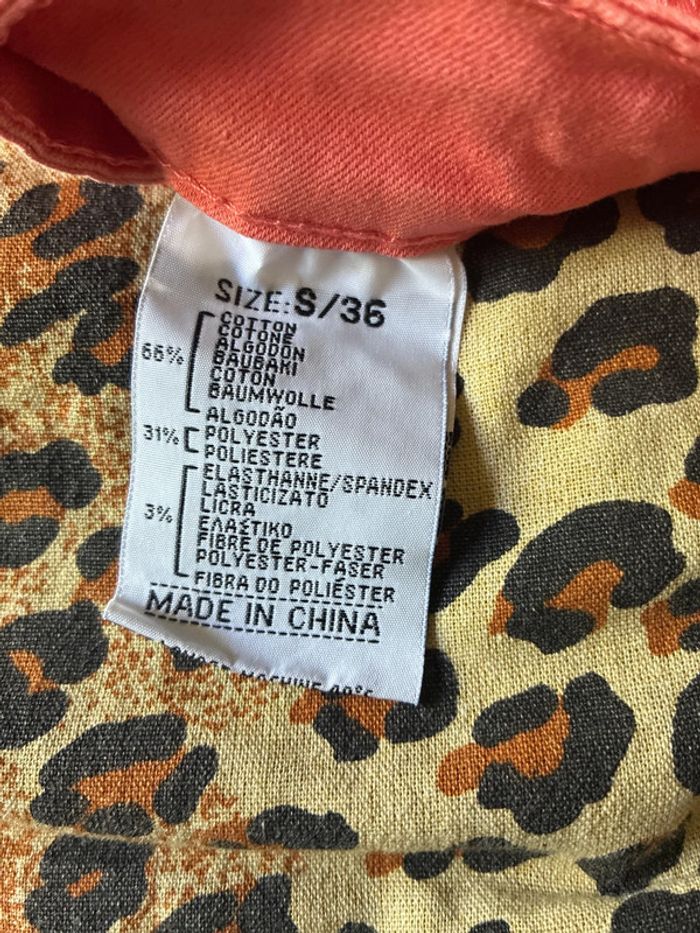 SIZE:S/36
COTTON
COTONE
ALGODON
BAUBAKI
66% COTON
BAUMWOLLE
ALGODÃO
31% POLYESTER
POLIESTERE
ELASTHANNE/SPANDEX
LASTICIZATO
LICRA
3% ΕΛΑΣΤΙΚΟ
FIBRE DE POLYESTER
POLYESTER-FASER
FIBRA DO POLIÉSTER
MADE IN CHINA